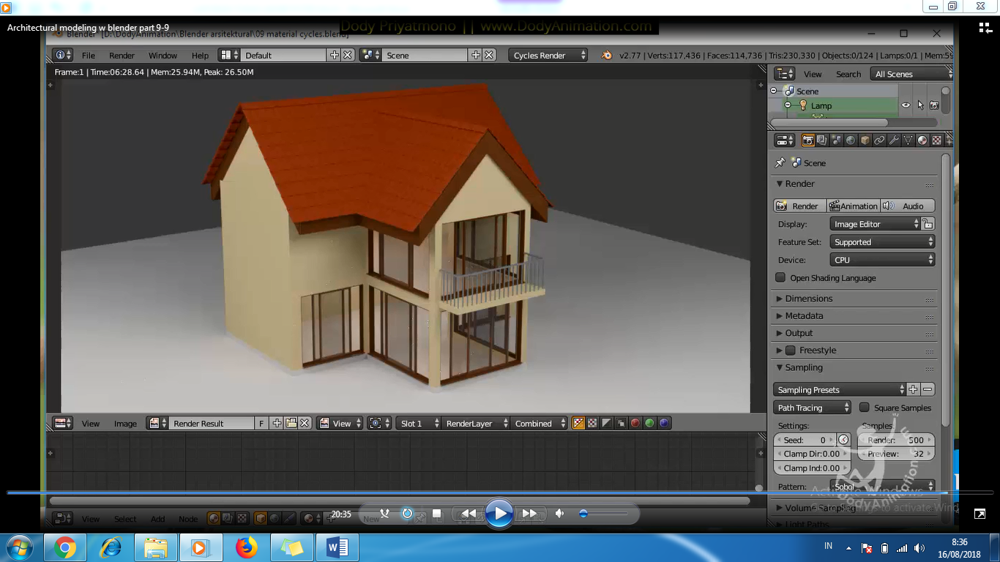 Architectural modeling w blender part 9-9
Dody Priyatmono || www.DodyAnimation.com
Blender [D:\DodyAnimation\Blender arsitektural\09 material cycles.blend]
File Render Window Help Default Scene Cycles Render v2.77 | Verts:117,436 | Faces:114,736 | Tris:230,330 | Objects:0/124 | Lamps:0/1 | Mem:59
Frame:1 | Time:06:28.64 | Mem:25.94M, Peak: 26.50M
View Search All Scenes
Scene
Lamp
Scene
Render
Render Animation Audio
Display: Image Editor
Feature Set: Supported
Device: CPU
Open Shading Language
Dimensions
Metadata
Output
Freestyle
Sampling
Sampling Presets
Path Tracing Square Samples
Settings: Samples:
Seed: 0 Render: 500
Clamp Dir:0.00 Preview: 32
Clamp Ind:0.00
Pattern: Sobol
Volume Sampling
Light Paths
View Image Render Result F View Slot 1 RenderLayer Combined
DodyAnimation.com
Activate Windows
activate Wind
View Select Add Node
20:35
W
IN
8:36
16/08/2018